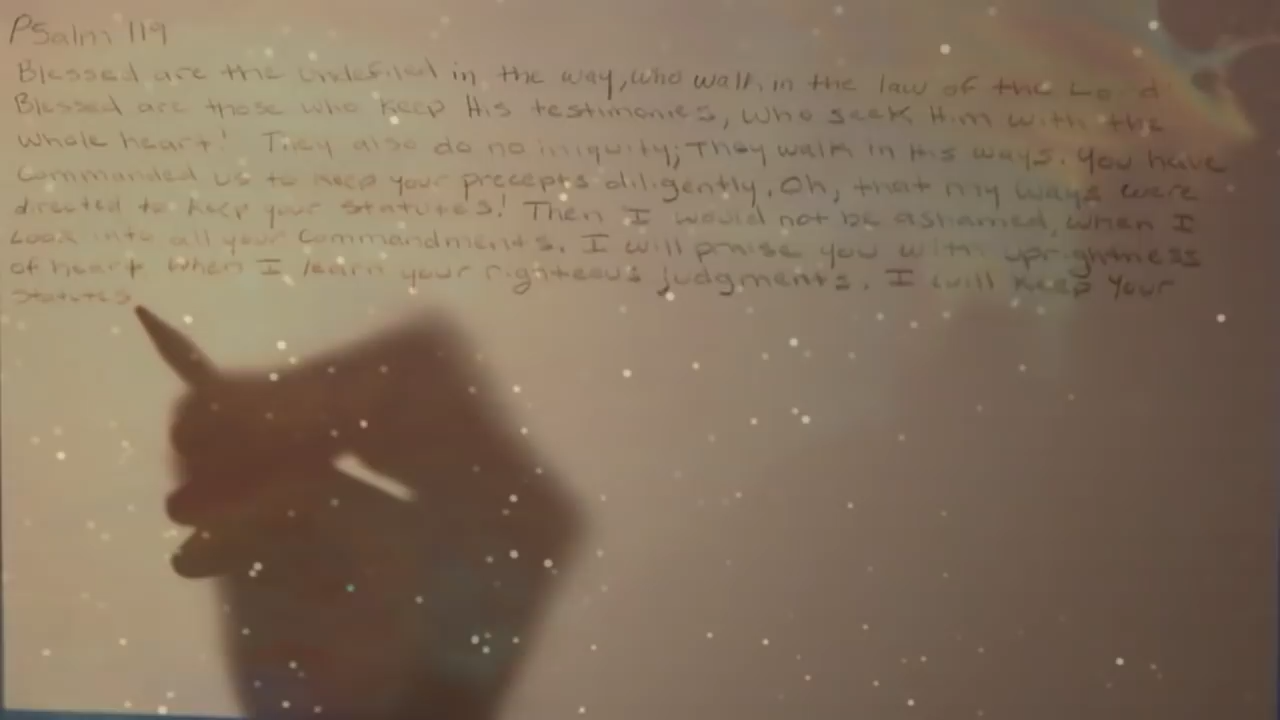 Psalm 119
Blessed are the undefiled in the way, who walk in the law of the Lord
Blessed are those who keep His testimonies, who seek Him with the
whole heart! They also do no iniquity; They walk in His ways. You have
Commanded us to keep your precepts diligently. Oh, that my ways were
directed to keep your statutes! Then I would not be ashamed, when I
Look into all your Commandments. I will praise you with uprightness
of heart when I learn your righteous judgments. I will keep Your
Statutes